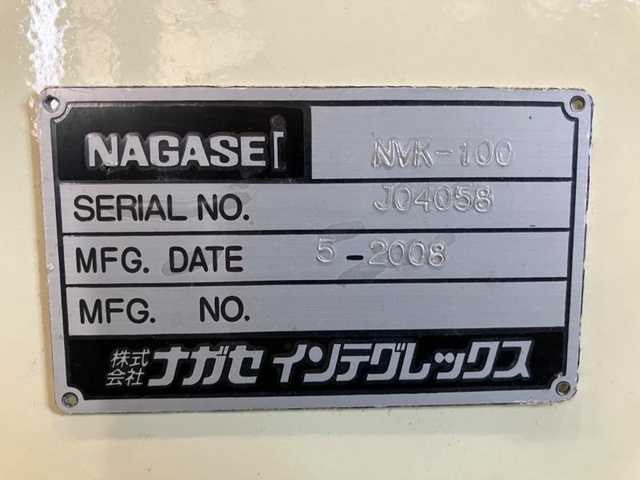 NAGASEi NVK-100
SERIAL NO. J04058
MFG. DATE 5-2008
MFG. NO.
株式会社 ナガセ インテグレックス